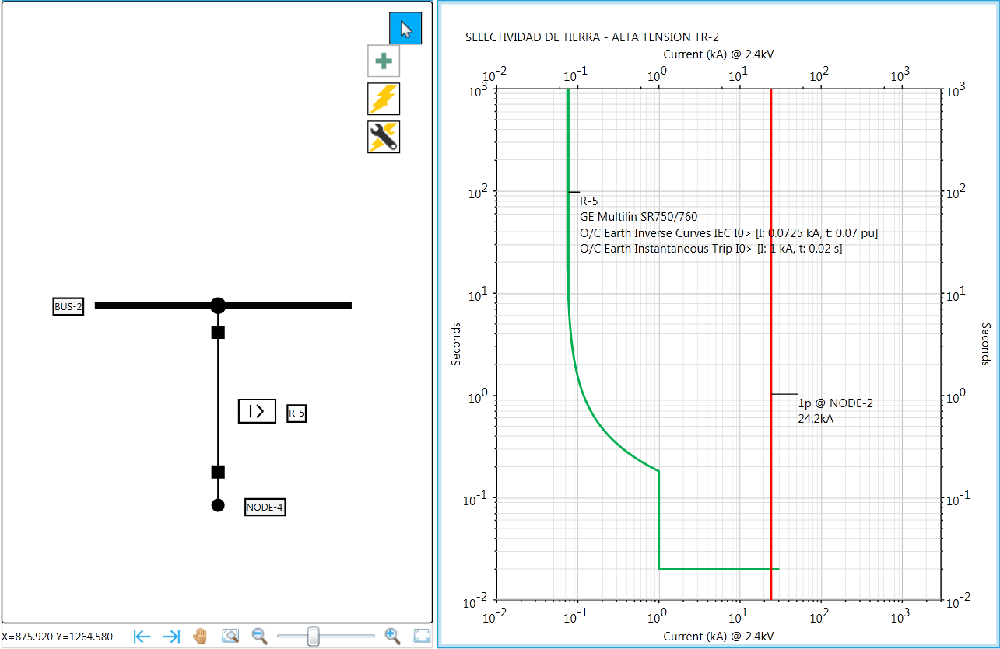 BUS-2
I>
R-5
NODE-4
X=875.920 Y=1264.580
SELECTIVIDAD DE TIERRA - ALTA TENSION TR-2
Current (kA) @ 2.4kV
10^-2 10^-1 10^0 10^1 10^2 10^3
10^3 10^3
10^2 10^2
R-5
GE Multilin SR750/760
O/C Earth Inverse Curves IEC I0> [I: 0.0725 kA, t: 0.07 pu]
O/C Earth Instantaneous Trip I0> [I: 1 kA, t: 0.02 s]
10^1 10^1
Seconds Seconds
10^0 10^0
1p @ NODE-2
24.2kA
10^-1 10^-1
10^-2 10^-2
10^-2 10^-1 10^0 10^1 10^2 10^3
Current (kA) @ 2.4kV